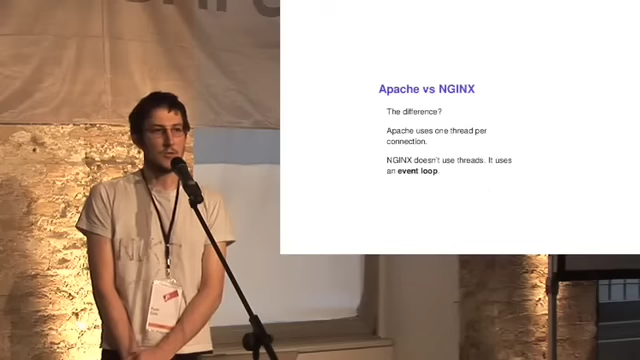 Apache vs NGINX
The difference?
Apache uses one thread per
connection.
NGINX doesn't use threads. It uses
an event loop.